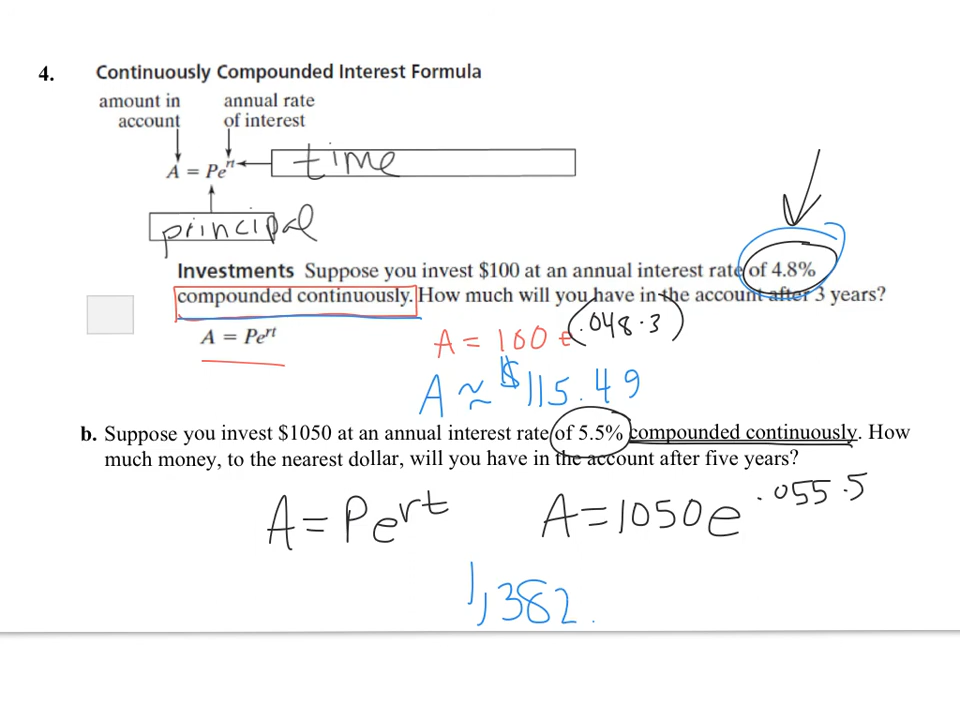 4. Continuously Compounded Interest Formula
amount in account
annual rate of interest
A = Pe^rt
time
principal
Investments Suppose you invest $100 at an annual interest rate of 4.8%
compounded continuously. How much will you have in the account after 3 years?
A = Pe^rt
A = 100 e^(.048·3)
A ≈ $115.49
b. Suppose you invest $1050 at an annual interest rate of 5.5% compounded continuously. How
much money, to the nearest dollar, will you have in the account after five years?
A = Pe^rt
A = 1050e^.055·5
1,382.